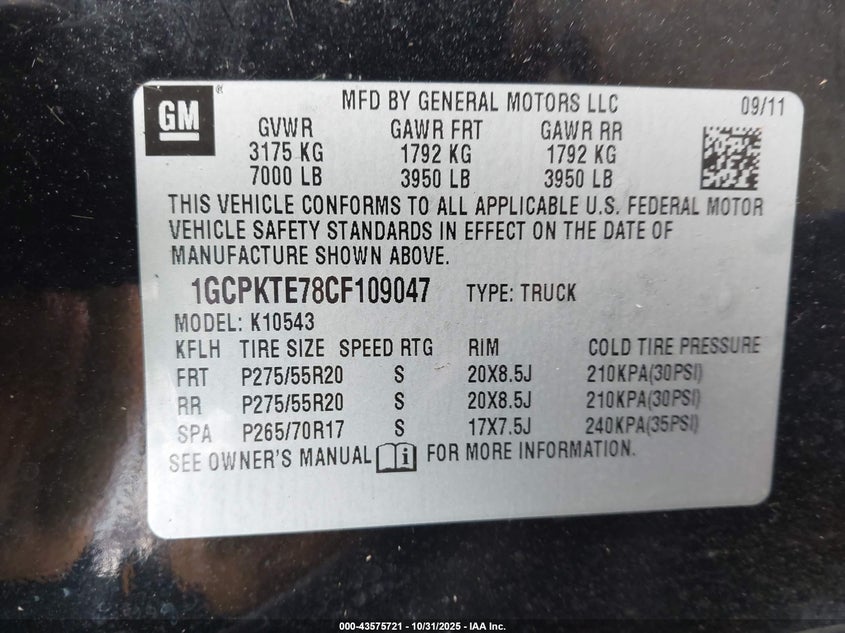 GM
®
MFD BY GENERAL MOTORS LLC 09/11
GVWR GAWR FRT GAWR RR
3175 KG 1792 KG 1792 KG
7000 LB 3950 LB 3950 LB
THIS VEHICLE CONFORMS TO ALL APPLICABLE U.S. FEDERAL MOTOR
VEHICLE SAFETY STANDARDS IN EFFECT ON THE DATE OF
MANUFACTURE SHOWN ABOVE.
1GCPKTE78CF109047 TYPE: TRUCK
MODEL: K10543
KFLH TIRE SIZE SPEED RTG RIM COLD TIRE PRESSURE
FRT P275/55R20 S 20X8.5J 210KPA(30PSI)
RR P275/55R20 S 20X8.5J 210KPA(30PSI)
SPA P265/70R17 S 17X7.5J 240KPA(35PSI)
SEE OWNER'S MANUAL i FOR MORE INFORMATION.
000-43575721 | 10/31/2025 - IAA Inc.